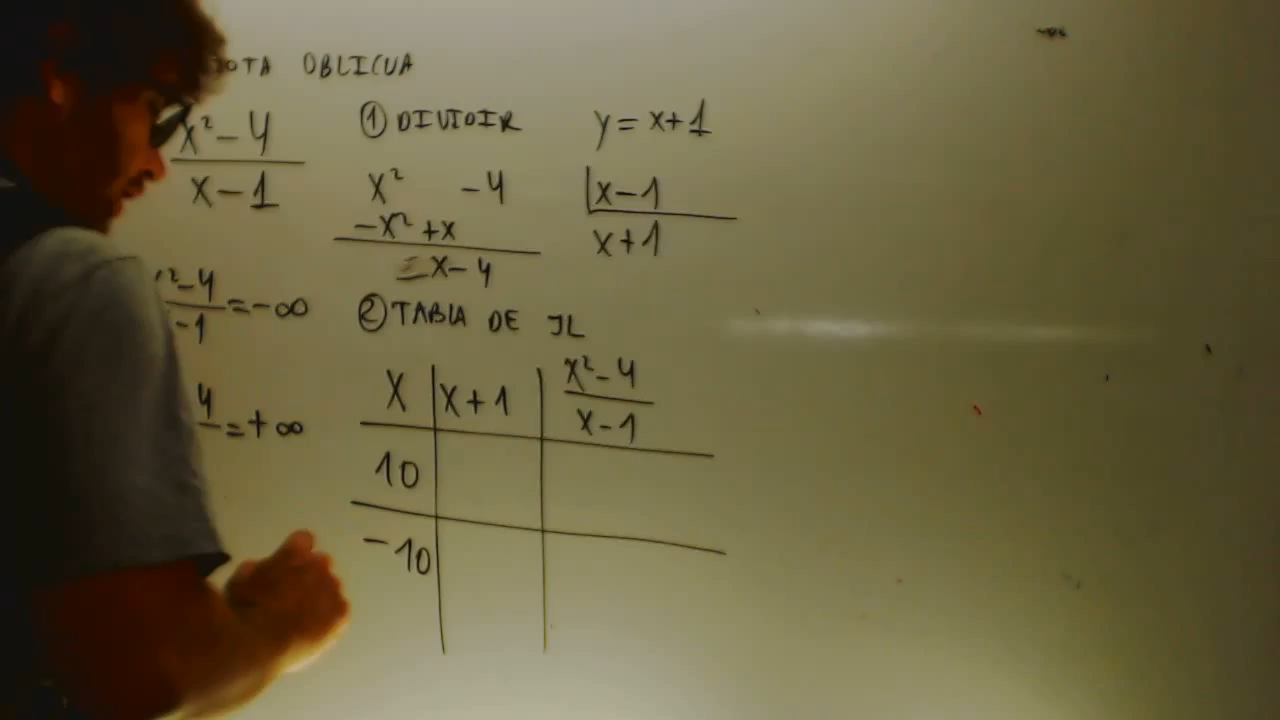 OBLICUA
x² - 4
x - 1
① DIVIDIR y = x + 1
x² - 4 |x - 1
-x² + x x + 1
x - 4
² - 4
- 1 = -∞
② TABLA DE JL
4 = +∞
x | x + 1 | x² - 4
x - 1
10
-10